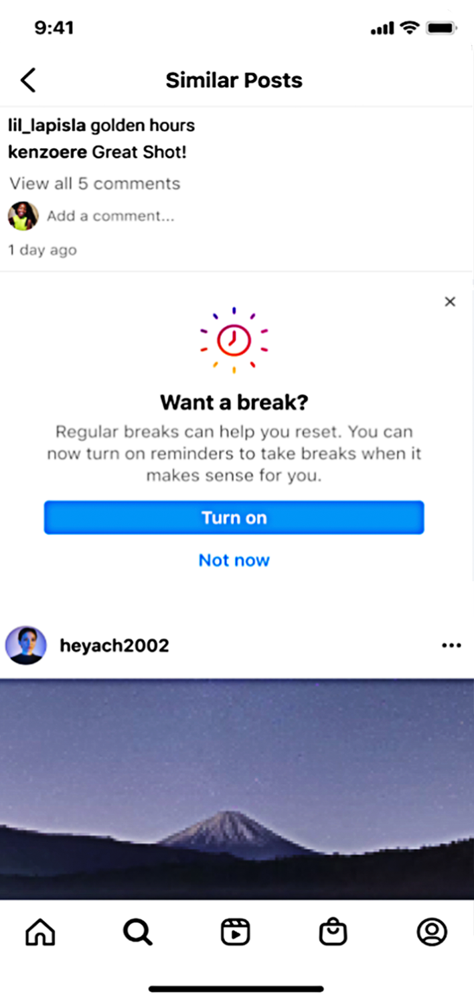 9:41
Similar Posts
lil_lapisla golden hours
kenzoere Great Shot!
View all 5 comments
Add a comment...
1 day ago
Want a break?
Regular breaks can help you reset. You can
now turn on reminders to take breaks when it
makes sense for you.
Turn on
Not now
heyach2002